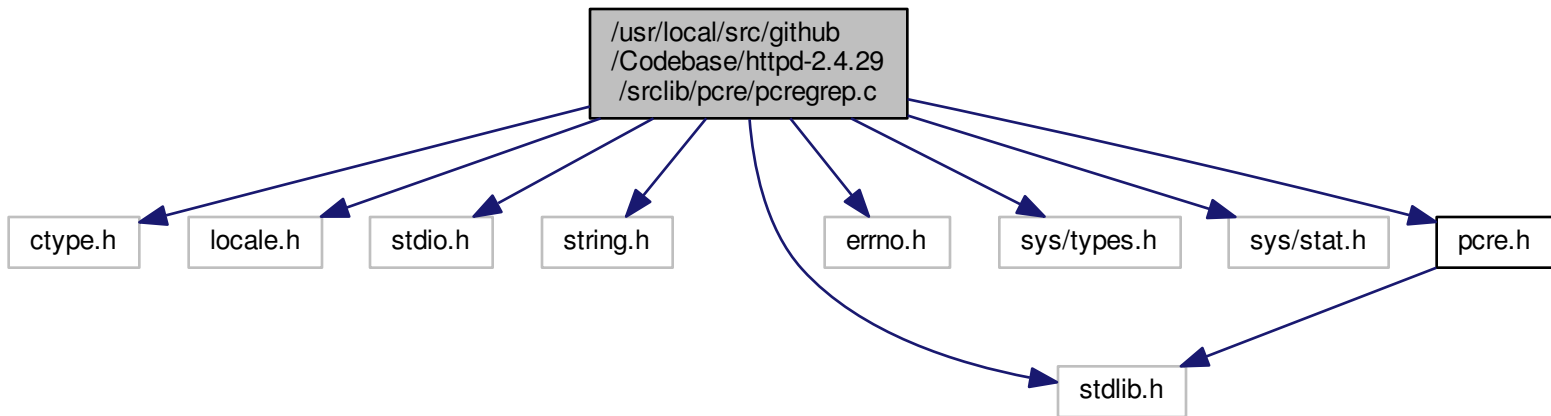 /usr/local/src/github
/Codebase/httpd-2.4.29
/srclib/pcre/pcregrep.c
ctype.h
locale.h
stdio.h
string.h
errno.h
sys/types.h
sys/stat.h
pcre.h
stdlib.h